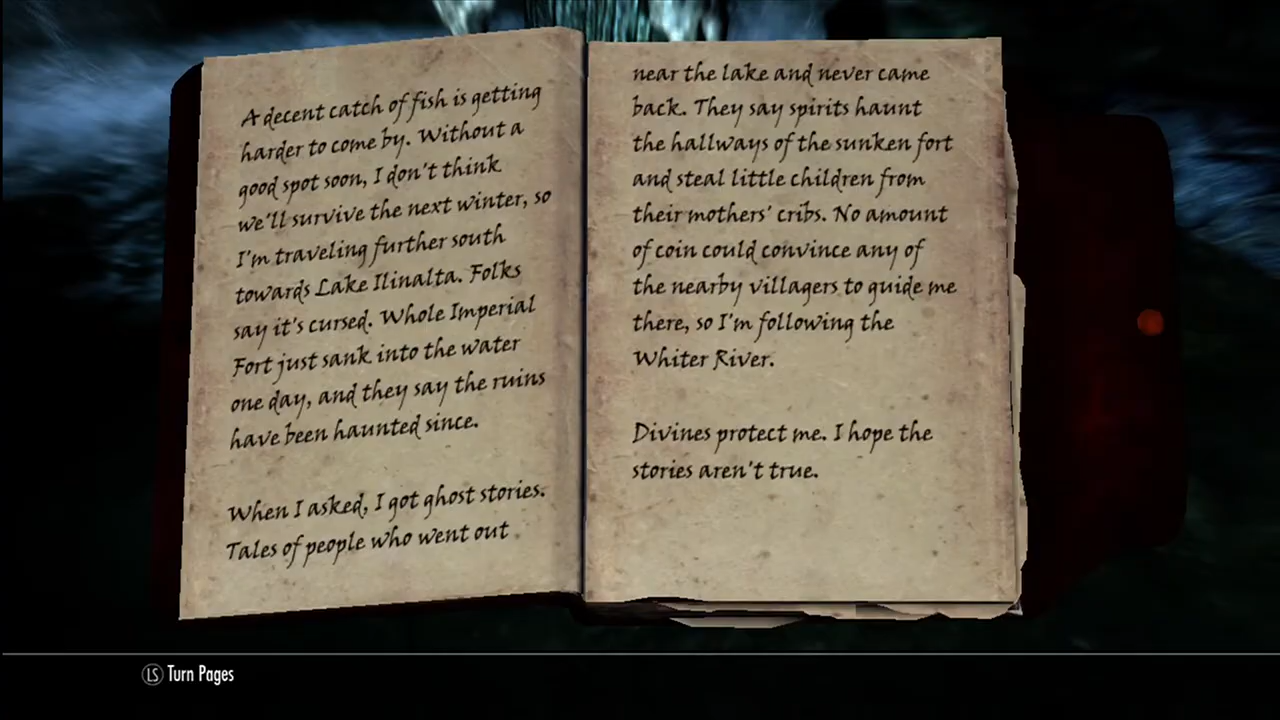 A decent catch of fish is getting
harder to come by. Without a
good spot soon, I don't think
we'll survive the next winter, so
I'm traveling further south
towards Lake Ilinalta. Folks
say it's cursed. Whole Imperial
Fort just sank into the water
one day, and they say the ruins
have been haunted since.
When I asked, I got ghost stories.
Tales of people who went out
near the lake and never came
back. They say spirits haunt
the hallways of the sunken fort
and steal little children from
their mothers' cribs. No amount
of coin could convince any of
the nearby villagers to guide me
there, so I'm following the
Whiter River.
Divines protect me. I hope the
stories aren't true.
LS Turn Pages